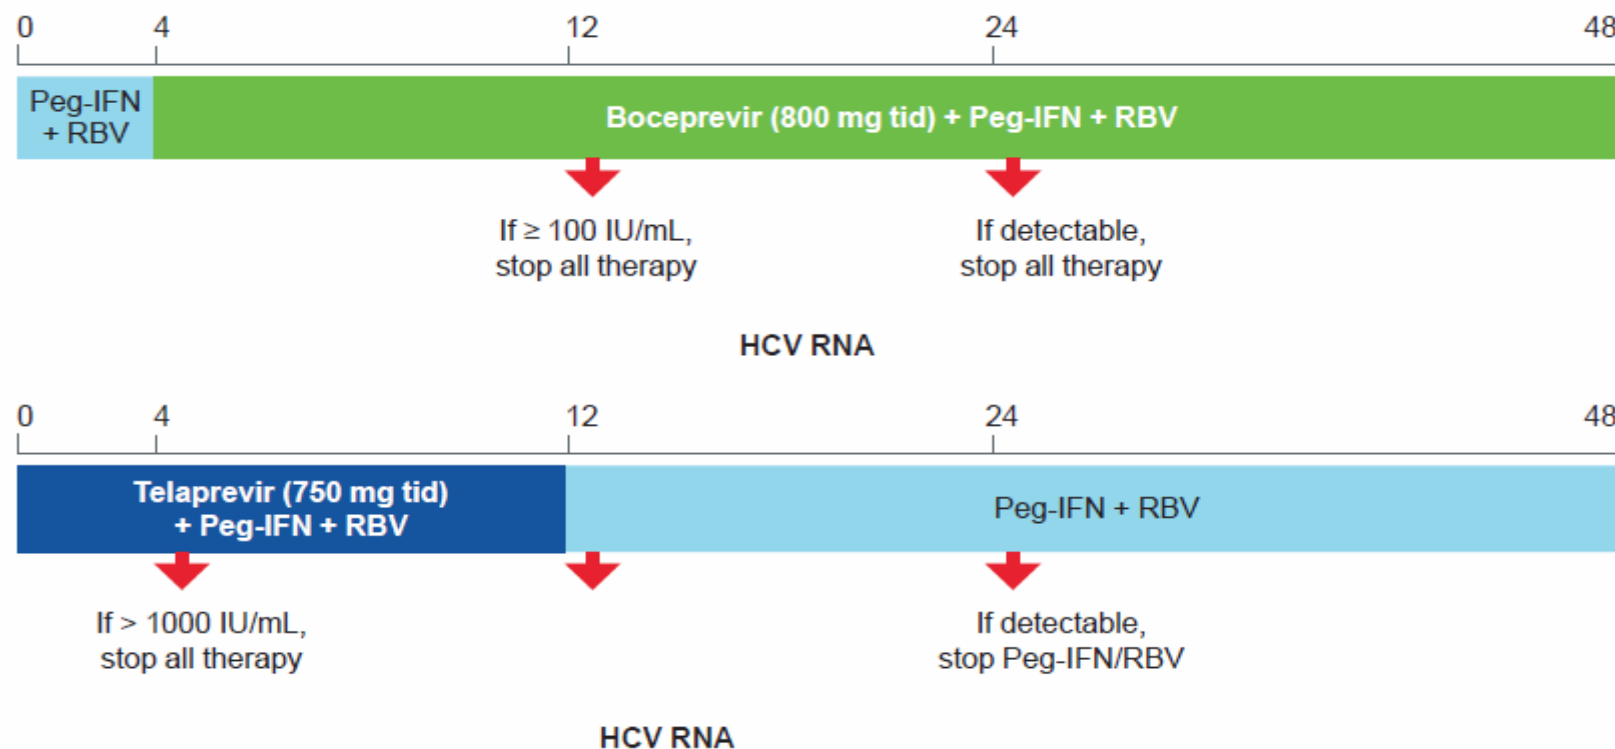 0 4 12 24 48
Peg-IFN
+ RBV
Boceprevir (800 mg tid) + Peg-IFN + RBV
If ≥ 100 IU/mL,
stop all therapy
If detectable,
stop all therapy
HCV RNA
0 4 12 24 48
Telaprevir (750 mg tid)
+ Peg-IFN + RBV
Peg-IFN + RBV
If > 1000 IU/mL,
stop all therapy
If detectable,
stop Peg-IFN/RBV
HCV RNA